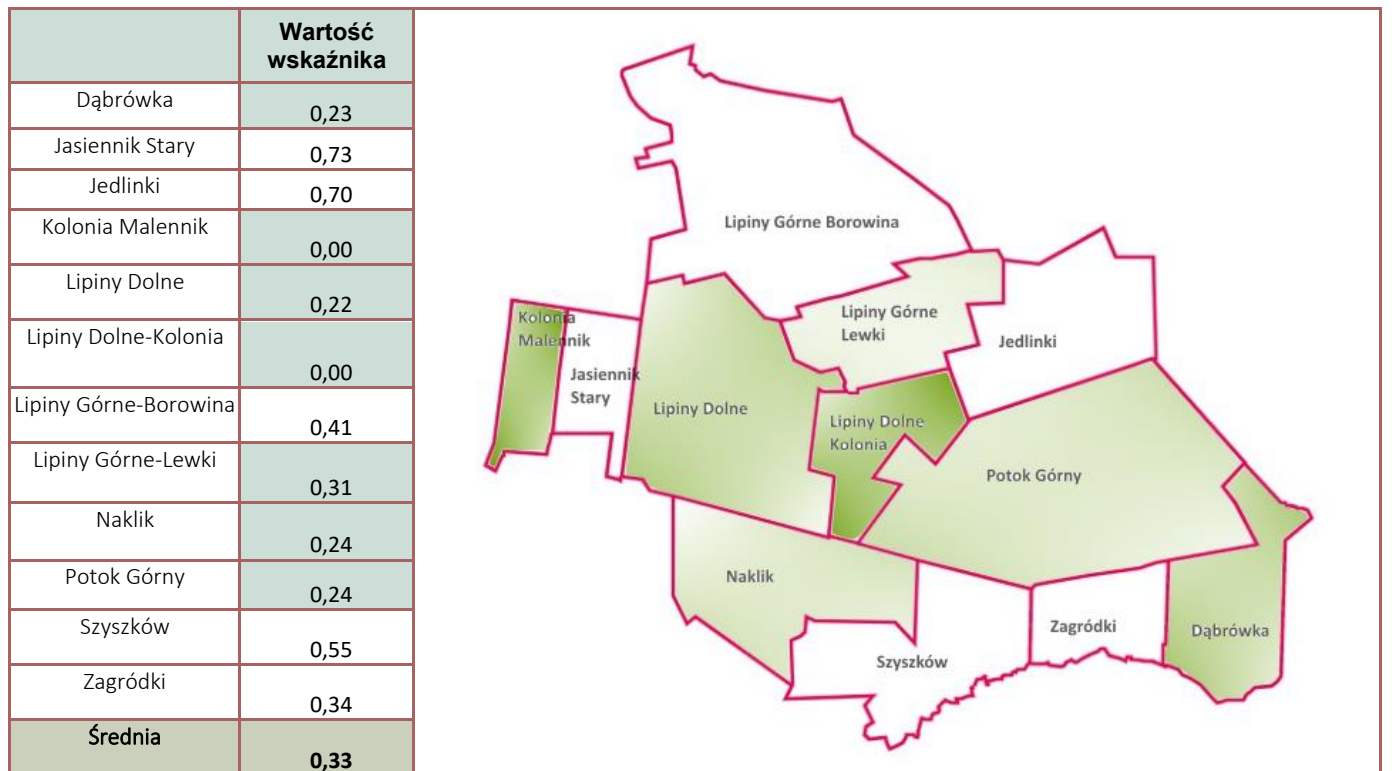 Wartość
wskaźnika
Dąbrówka 0,23
Jasiennik Stary 0,73
Jedlinki 0,70
Kolonia Malennik 0,00
Lipiny Dolne 0,22
Lipiny Dolne-Kolonia 0,00
Lipiny Górne-Borowina 0,41
Lipiny Górne-Lewki 0,31
Naklik 0,24
Potok Górny 0,24
Szyszków 0,55
Zagródki 0,34
Średnia 0,33
Lipiny Górne Borowina
Lipiny Górne
Lewki
Jedlinki
Kolonia
Malennik
Jasiennik
Stary
Lipiny Dolne
Lipiny Dolne
Kolonia
Potok Górny
Naklik
Szyszków
Zagródki
Dąbrówka